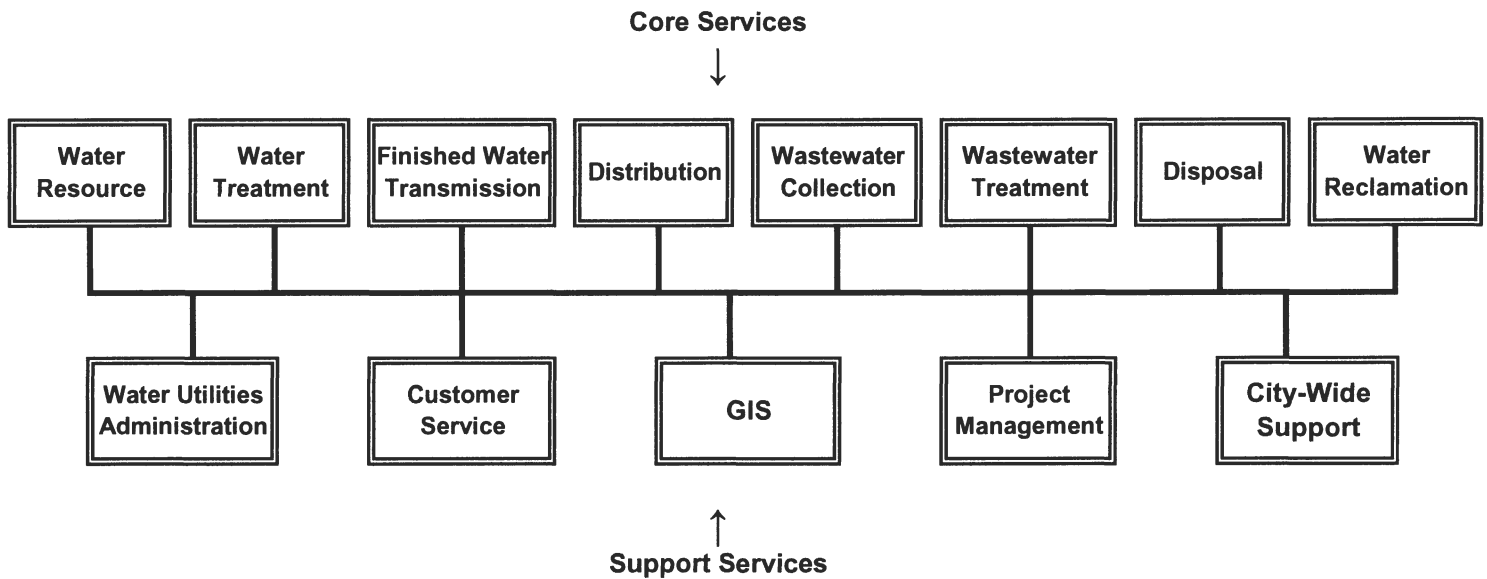 Core Services
Water
Resource
Water
Treatment
Finished Water
Transmission
Distribution
Wastewater
Collection
Wastewater
Treatment
Disposal
Water
Reclamation
Water Utilities
Administration
Customer
Service
GIS
Project
Management
City-Wide
Support
Support Services